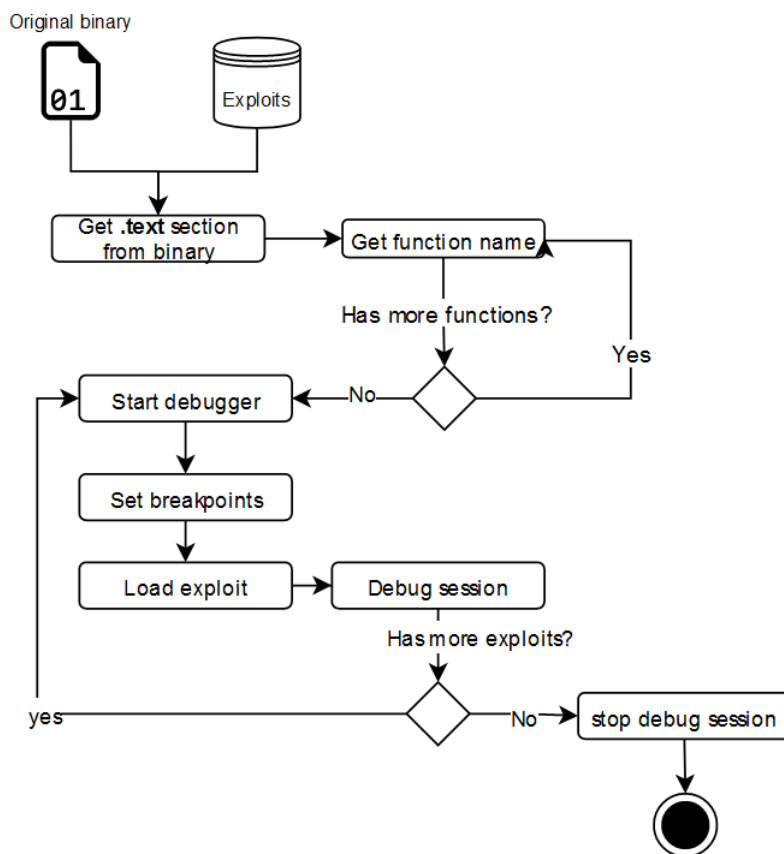 Original binary
01
Exploits
Get .text section
from binary
Get function name
Has more functions?
Yes
No
Start debugger
Set breakpoints
Load exploit
Debug session
Has more exploits?
yes
No
stop debug session